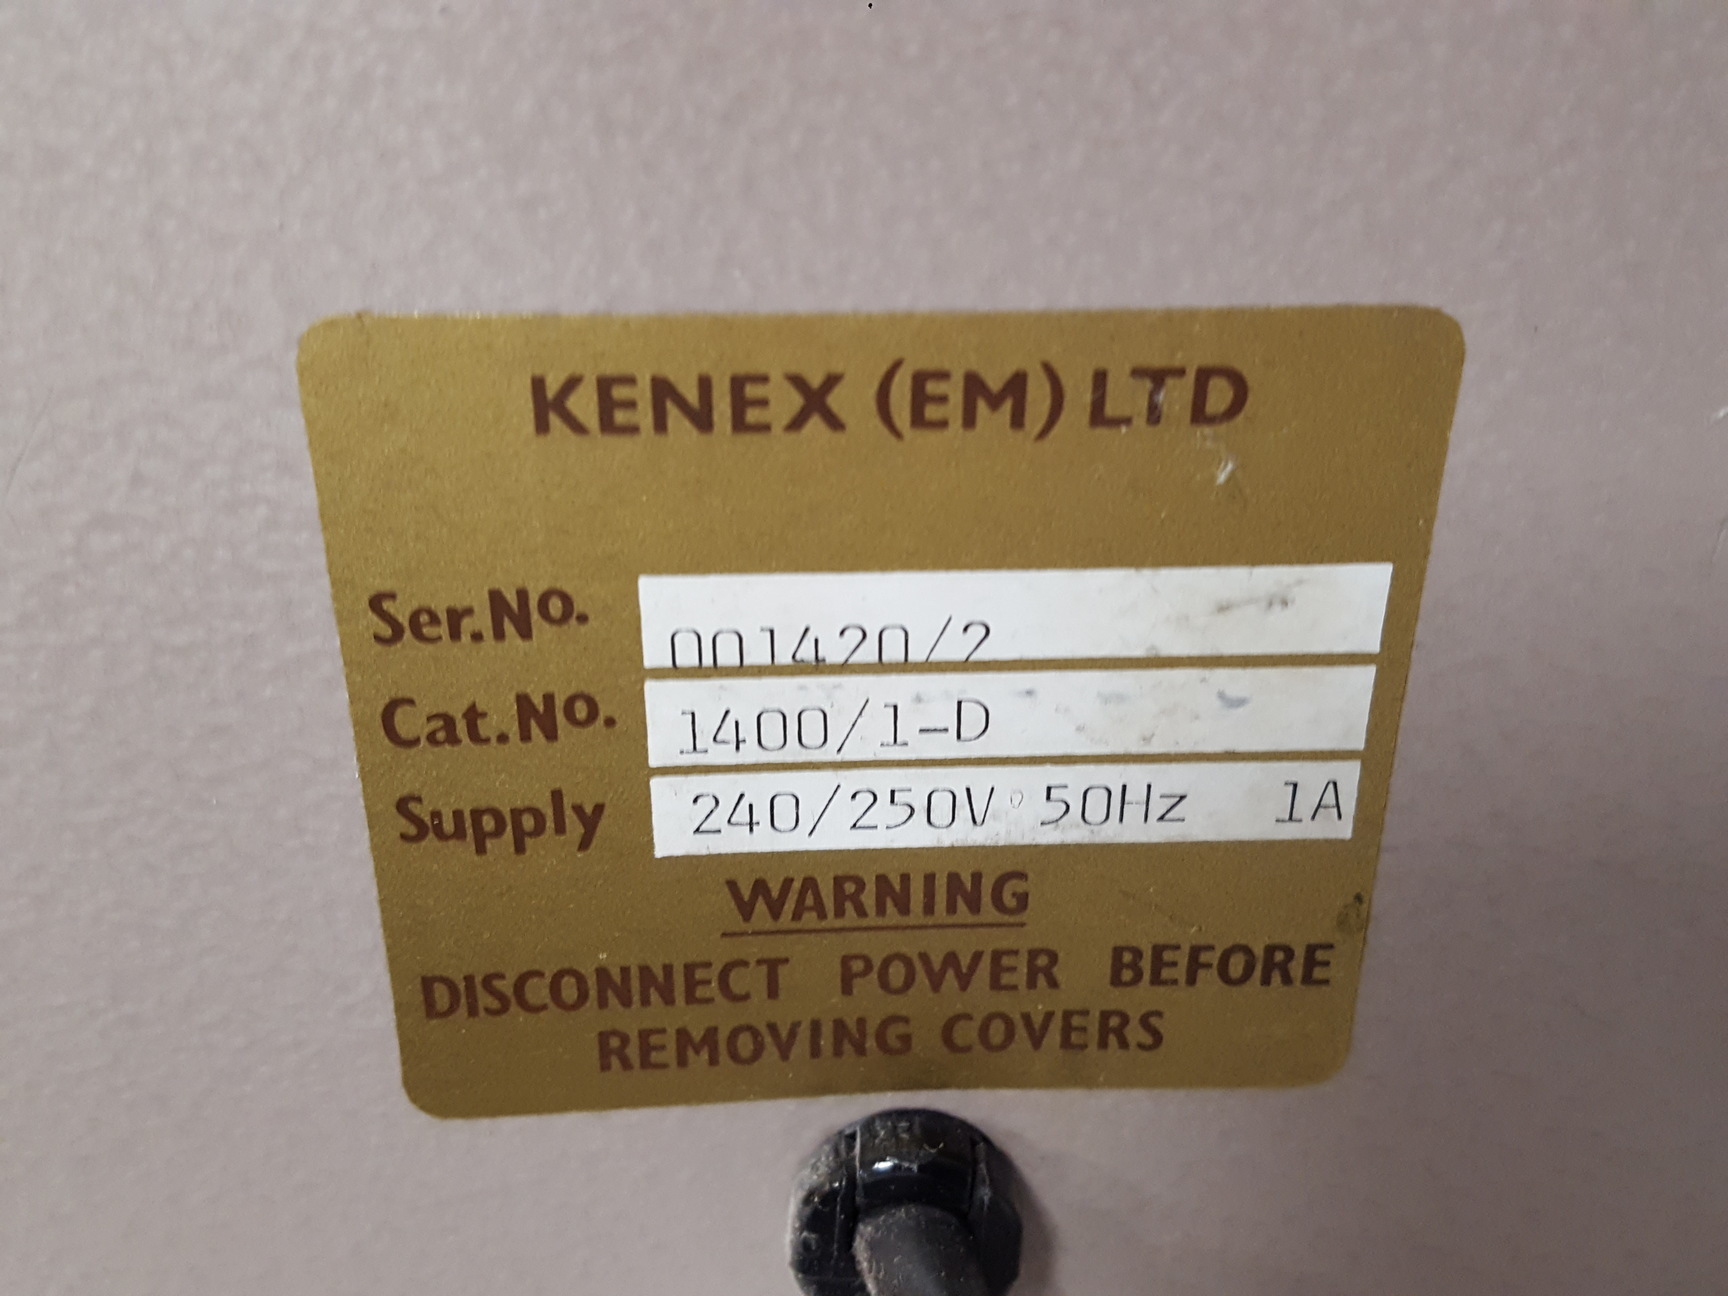 KENEX (EM) LTD
Ser.No. 001420/2
Cat.No. 1400/1-D
Supply 240/250V 50Hz 1A
WARNING
DISCONNECT POWER BEFORE
REMOVING COVERS